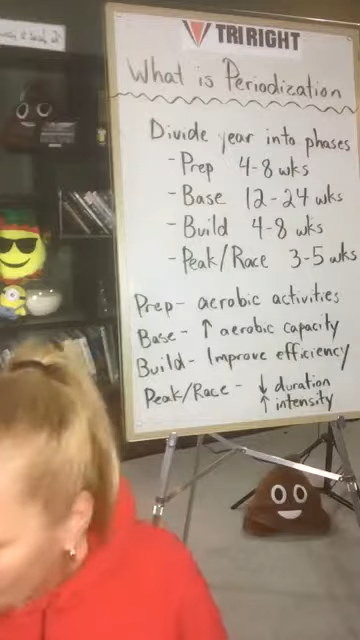 TRI RIGHT
What is Periodization
Divide year into phases
- Prep 4-8 wks
- Base 12-24 wks
- Build 4-8 wks
- Peak/Race 3-5 wks
Prep- aerobic activities
Base- ↑ aerobic capacity
Build- Improve efficiency
Peak/Race - ↓ duration
↑ intensity